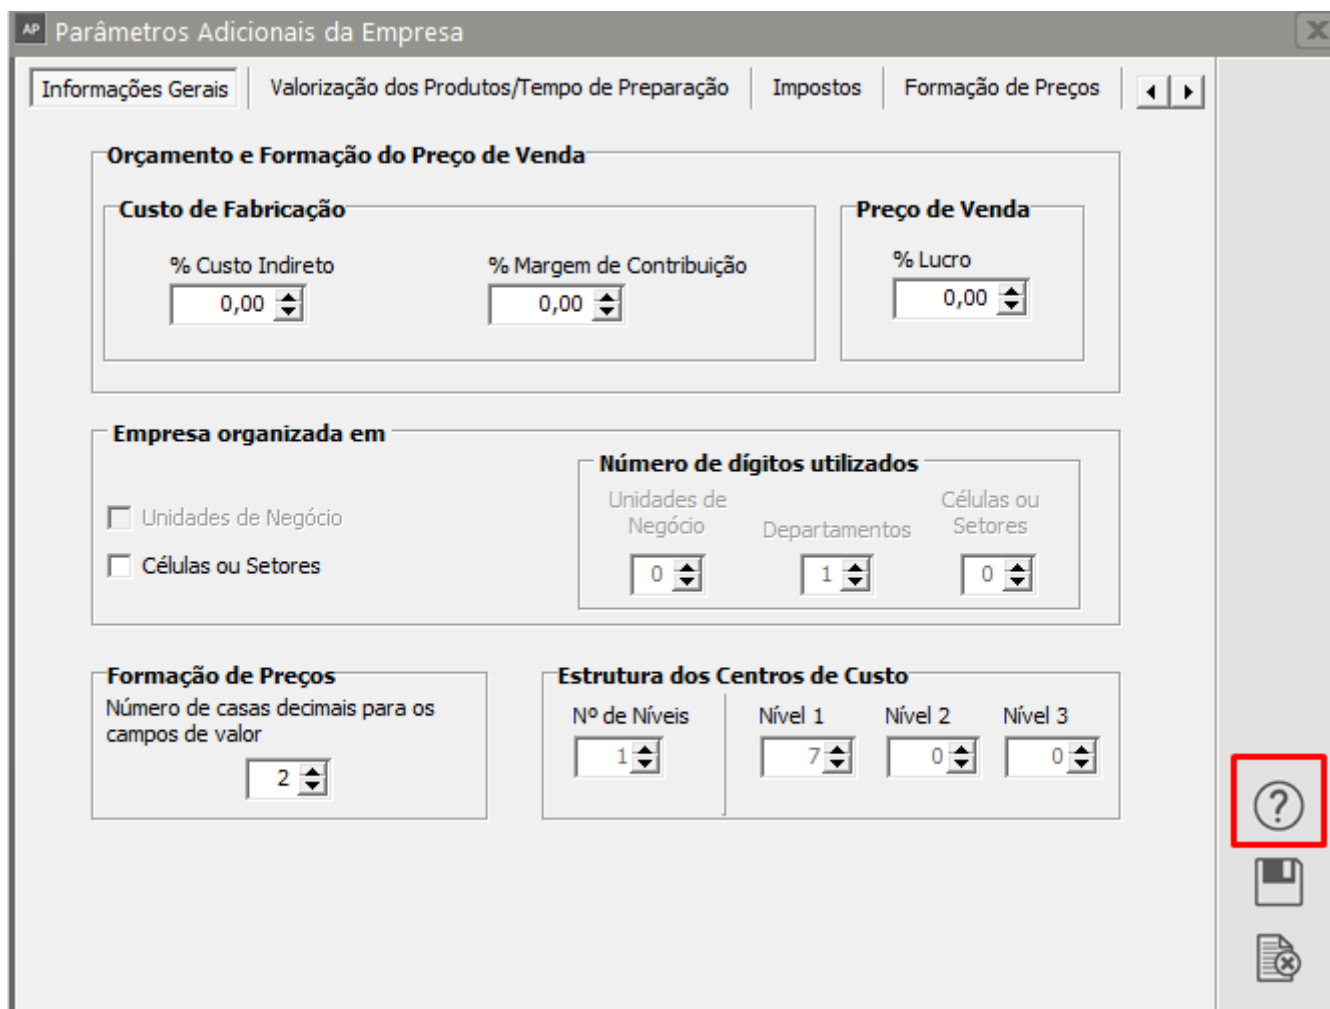 AP Parâmetros Adicionais da Empresa
Informações Gerais Valorização dos Produtos/Tempo de Preparação Impostos Formação de Preços
Orçamento e Formação do Preço de Venda
Custo de Fabricação
% Custo Indireto % Margem de Contribuição
0,00 0,00
Preço de Venda
% Lucro
0,00
Empresa organizada em
Unidades de Negócio
Células ou Setores
Número de dígitos utilizados
Unidades de
Negócio
Departamentos
Células ou
Setores
0 1 0
Formação de Preços
Número de casas decimais para os
campos de valor
2
Estrutura dos Centros de Custo
Nº de Níveis Nível 1 Nível 2 Nível 3
1 7 0 0
?